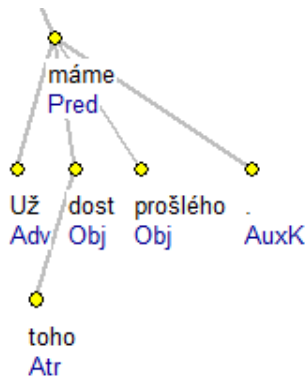 máme
Pred
Už dost prošlého .
Adv Obj Obj AuxK
toho
Atr